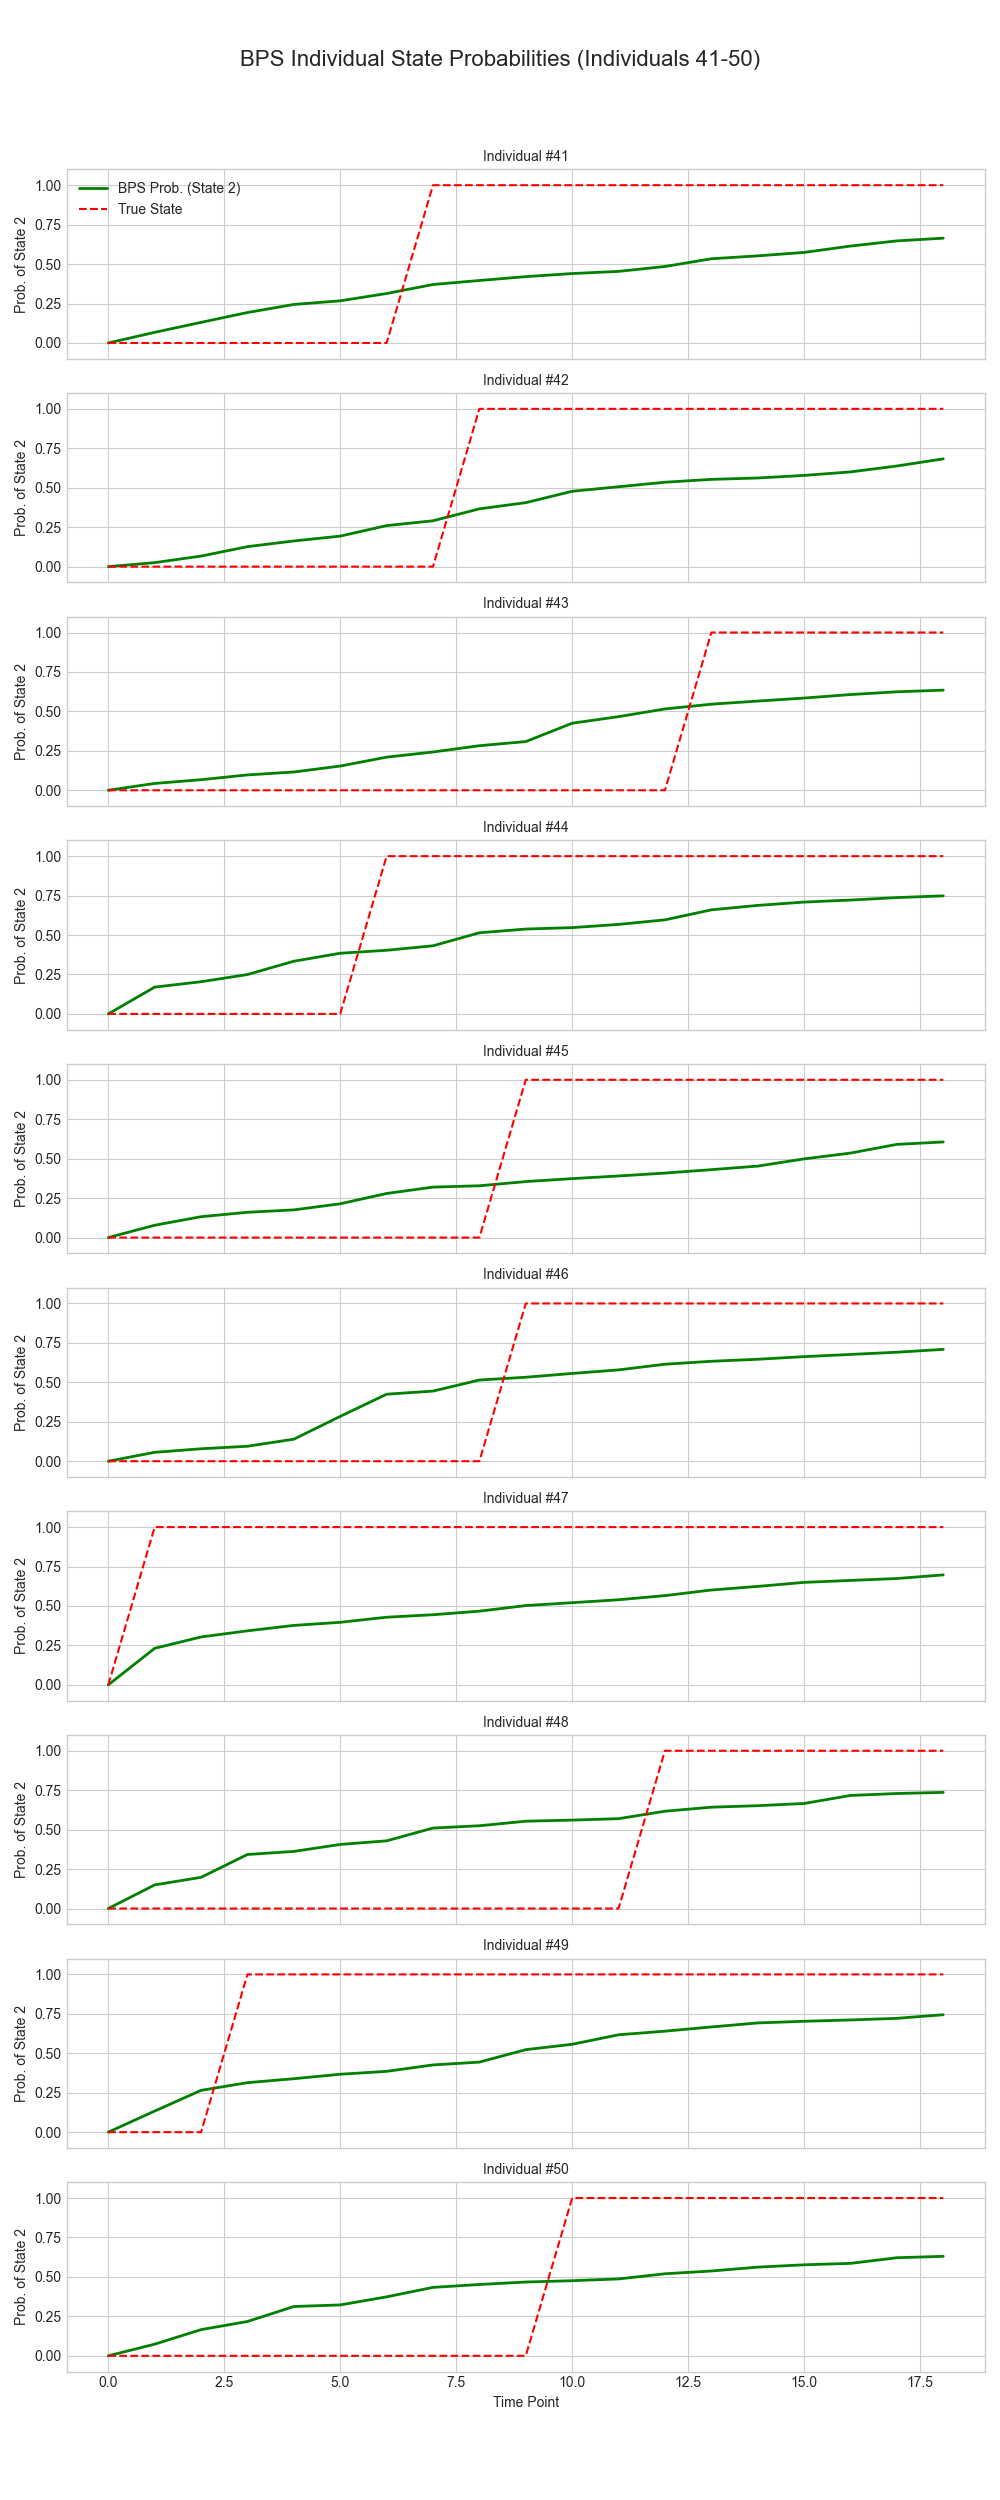 BPS Individual State Probabilities (Individuals 41-50)
Individual #41
BPS Prob. (State 2)
True State
1.00
0.75
0.50
0.25
0.00
Prob. of State 2
Individual #42
1.00
0.75
0.50
0.25
0.00
Prob. of State 2
Individual #43
1.00
0.75
0.50
0.25
0.00
Prob. of State 2
Individual #44
1.00
0.75
0.50
0.25
0.00
Prob. of State 2
Individual #45
1.00
0.75
0.50
0.25
0.00
Prob. of State 2
Individual #46
1.00
0.75
0.50
0.25
0.00
Prob. of State 2
Individual #47
1.00
0.75
0.50
0.25
0.00
Prob. of State 2
Individual #48
1.00
0.75
0.50
0.25
0.00
Prob. of State 2
Individual #49
1.00
0.75
0.50
0.25
0.00
Prob. of State 2
Individual #50
1.00
0.75
0.50
0.25
0.00
Prob. of State 2
0.0 2.5 5.0 7.5 10.0 12.5 15.0 17.5
Time Point